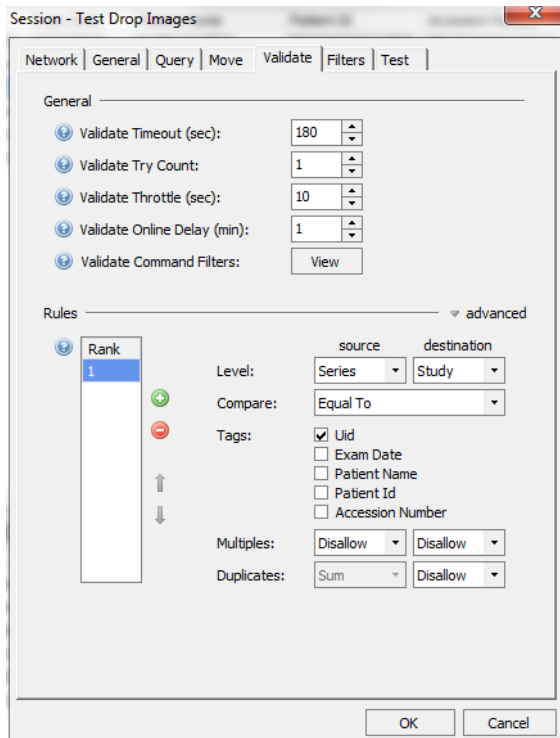 Session - Test Drop Images
Network General Query Move Validate Filters Test
General
Validate Timeout (sec): 180
Validate Try Count: 1
Validate Throttle (sec): 10
Validate Online Delay (min): 1
Validate Command Filters: View
Rules advanced
Rank source destination
1 Level: Series Study
Compare: Equal To
Tags: Uid
Exam Date
Patient Name
Patient Id
Accession Number
Multiples: Disallow Disallow
Duplicates: Sum Disallow
OK Cancel